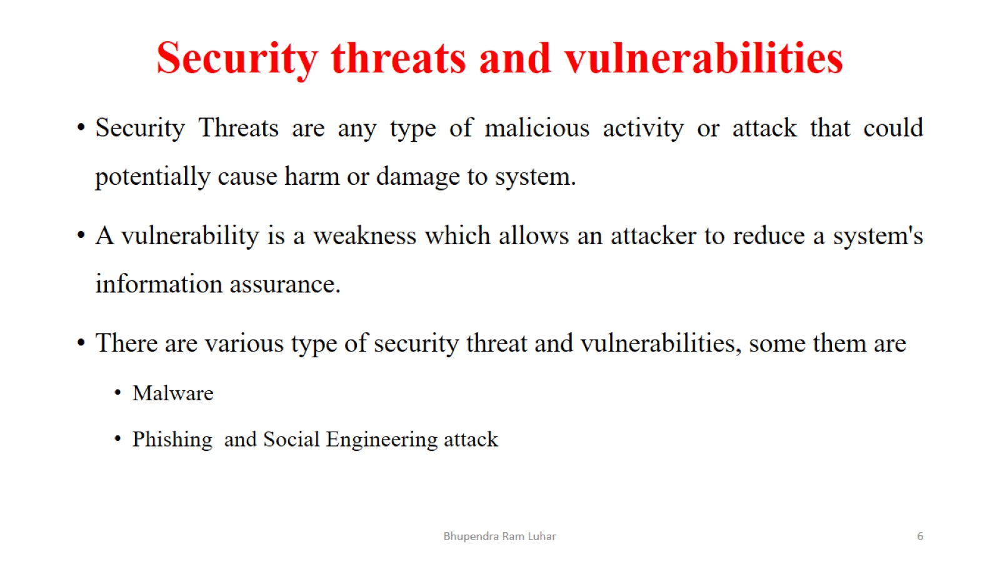 Security threats and vulnerabilities
• Security Threats are any type of malicious activity or attack that could
potentially cause harm or damage to system.
• A vulnerability is a weakness which allows an attacker to reduce a system's
information assurance.
• There are various type of security threat and vulnerabilities, some them are
• Malware
• Phishing  and Social Engineering attack
Bhupendra Ram Luhar
6